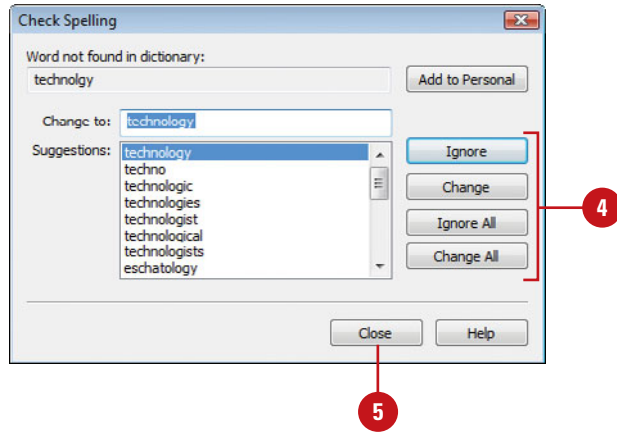 Check Spelling
Word not found in dictionary:
technolgy
Add to Personal
Change to: technology
Suggestions:
technology
techno
technologic
technologies
technologist
technological
technologists
eschatology
Ignore
Change
Ignore All
Change All
4
Close
Help
5